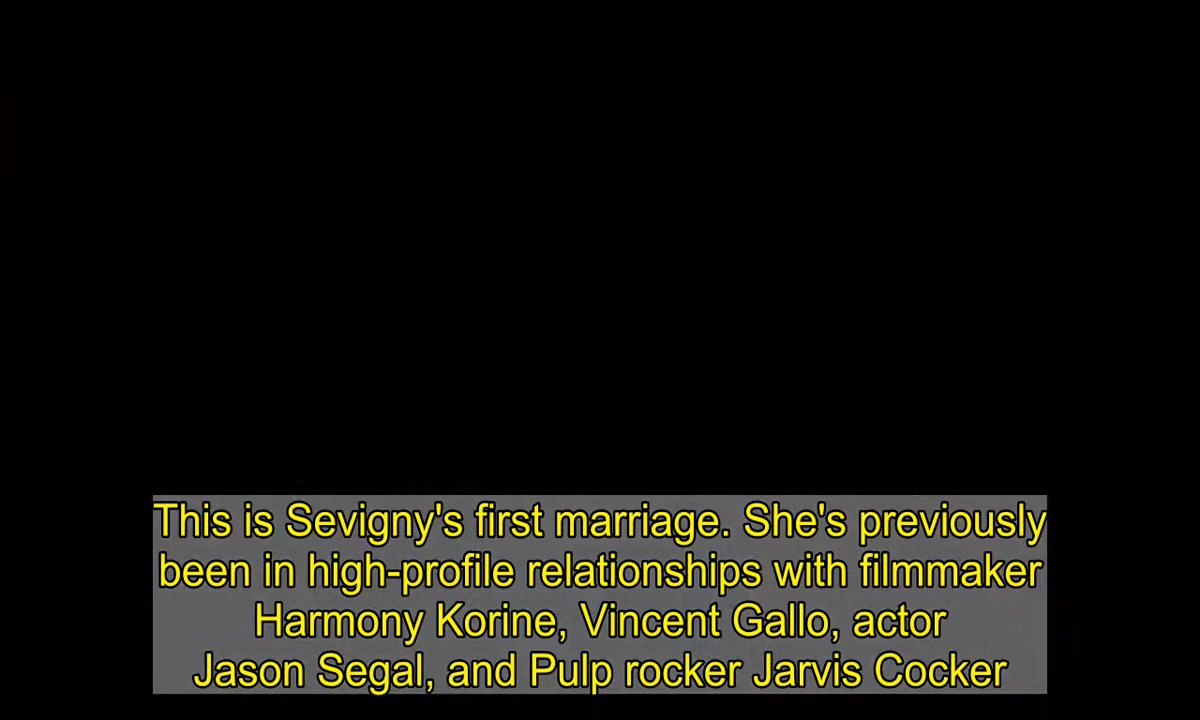 This is Sevigny's first marriage. She's previously
been in high-profile relationships with filmmaker
Harmony Korine, Vincent Gallo, actor
Jason Segal, and Pulp rocker Jarvis Cocker